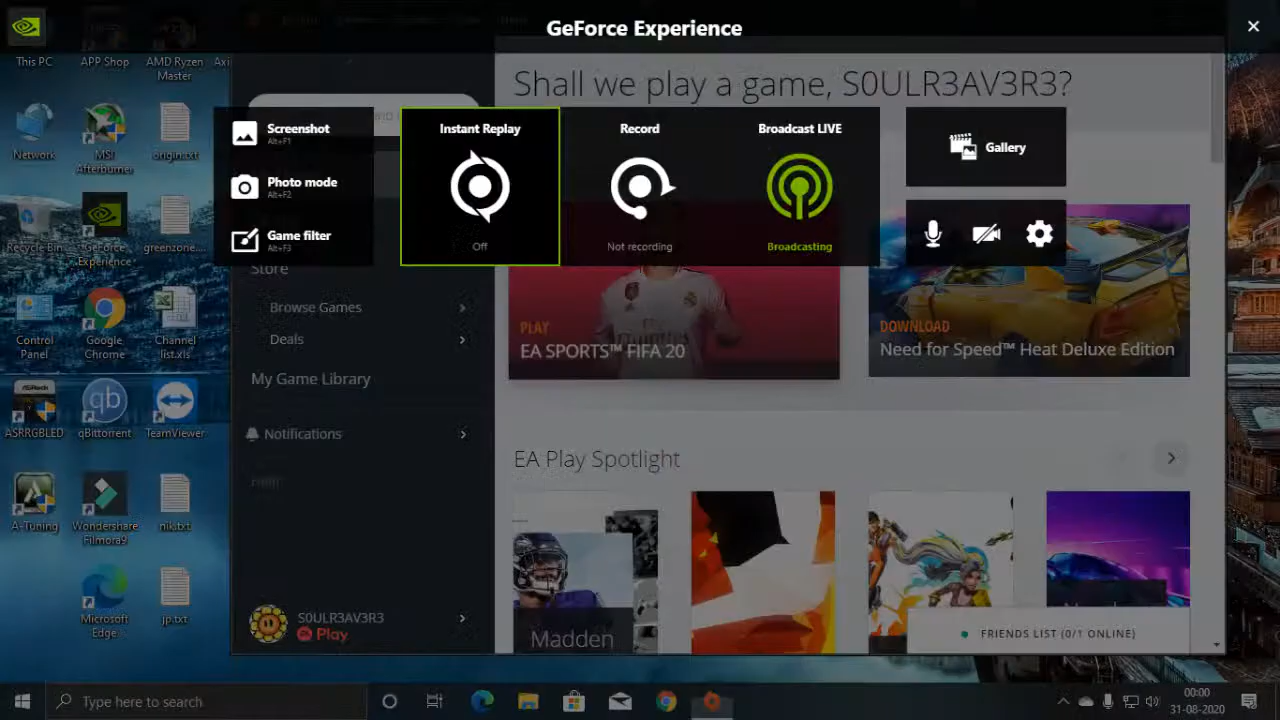 GeForce Experience
This PC
APP Shop
AMD Ryzen
Master
Axi
Shall we play a game, S0ULR3AV3R3?
Screenshot
Alt+F1
Photo mode
Alt+F2
Game filter
Alt+F3
Instant Replay
Off
Record
Not recording
Broadcast LIVE
Broadcasting
Gallery
Network
MSI
Afterburner
origin.txt
Recycle Bin
GeForce
Experience
greenzone....
Control
Panel
Google
Chrome
Channel
list.xls
ASRock
ASRRGBLED
qb
qBittorrent
TeamViewer
A-Tuning
Wondershare
Filmora9
nik.txt
Microsoft
Edge
jp.txt
Store
Browse Games
Deals
My Game Library
Notifications
Help
S0ULR3AV3R3
EA Play
PLAY
EA SPORTS™ FIFA 20
DOWNLOAD
Need for Speed™ Heat Deluxe Edition
EA Play Spotlight
Madden
FRIENDS LIST (0/1 ONLINE)
Type here to search
00:00
31-08-2020